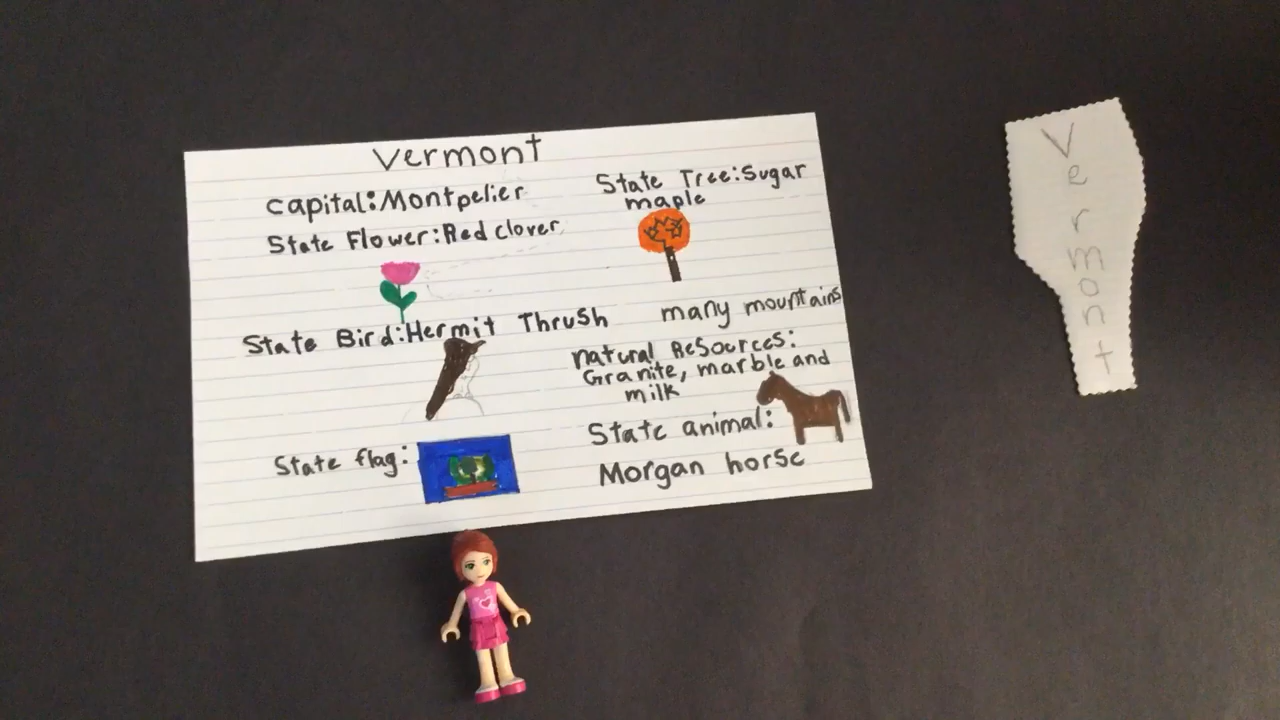 Vermont
capital:Montpelier
State Flower:Red clover
State Bird:Hermit Thrush
State flag:
State Tree:Sugar
maple
many mountains
natural Resources:
Granite, marble and
milk
State animal:
Morgan horse
Vermont